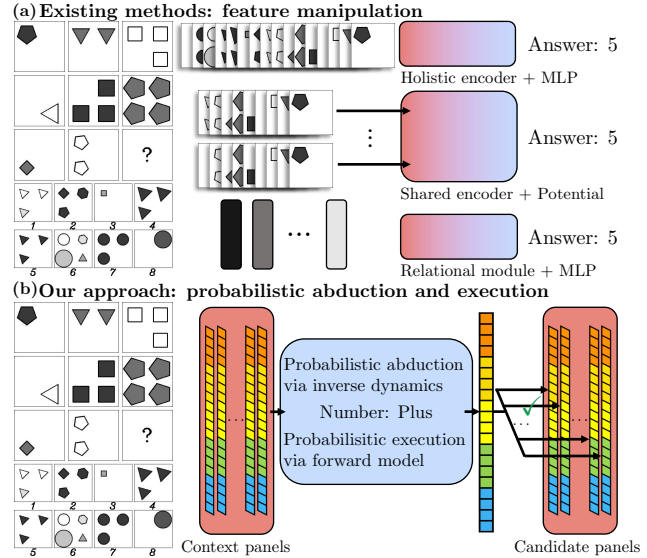 (a) Existing methods: feature manipulation
Answer: 5
Holistic encoder + MLP
?
Answer: 5
Shared encoder + Potential
1 2 3 4
Answer: 5
5 6 7 8
Relational module + MLP
(b) Our approach: probabilistic abduction and execution
Probabilistic abduction
via inverse dynamics
Number: Plus
Probabilisitic execution
via forward model
?
1 2 3 4
5 6 7 8
Context panels
Candidate panels